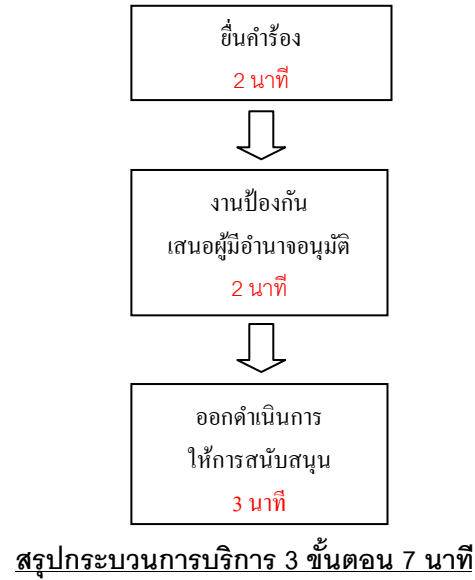 ยื่นคำร้อง
2 นาที
งานป้องกัน
เสนอผู้มีอำนาจอนุมัติ
2 นาที
ออกดำเนินการ
ให้การสนับสนุน
3 นาที
สรุปกระบวนการบริการ 3 ขั้นตอน 7 นาที